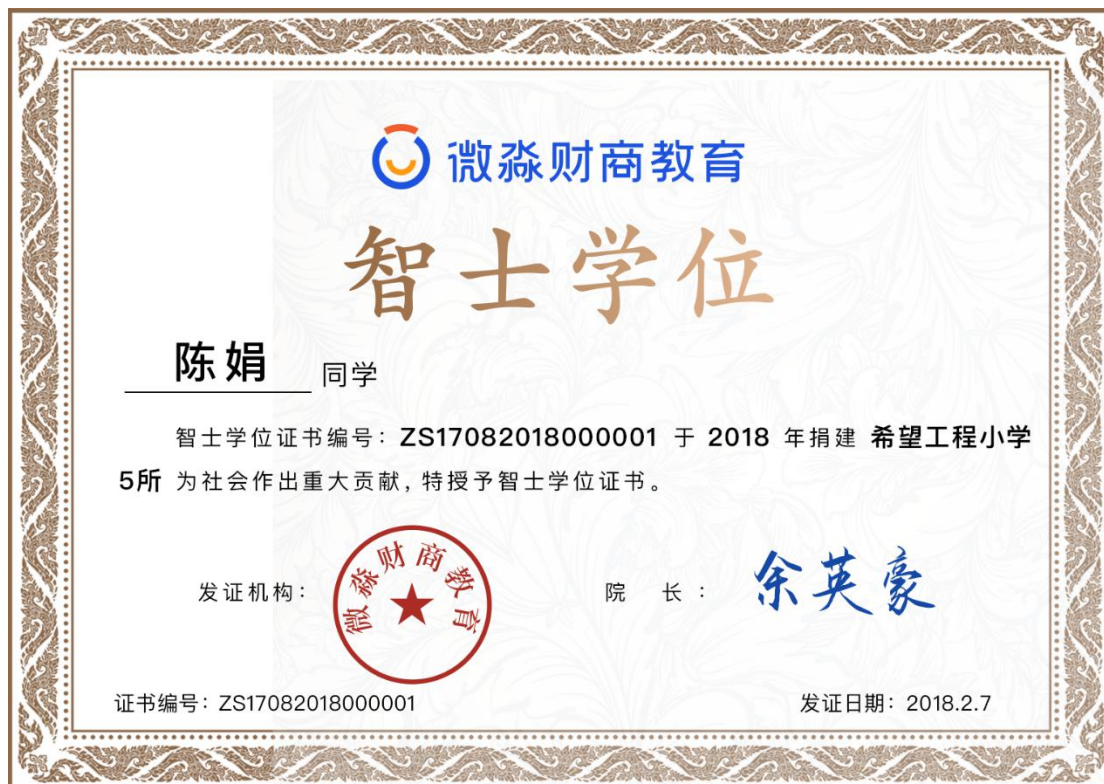 微淼财商教育
智士学位
陈娟 同学
智士学位证书编号：ZS17082018000001 于 2018 年捐建 希望工程小学
5所 为社会作出重大贡献，特授予智士学位证书。
发证机构： 微淼财商教育 院 长： 余英豪
证书编号：ZS17082018000001 发证日期：2018.2.7